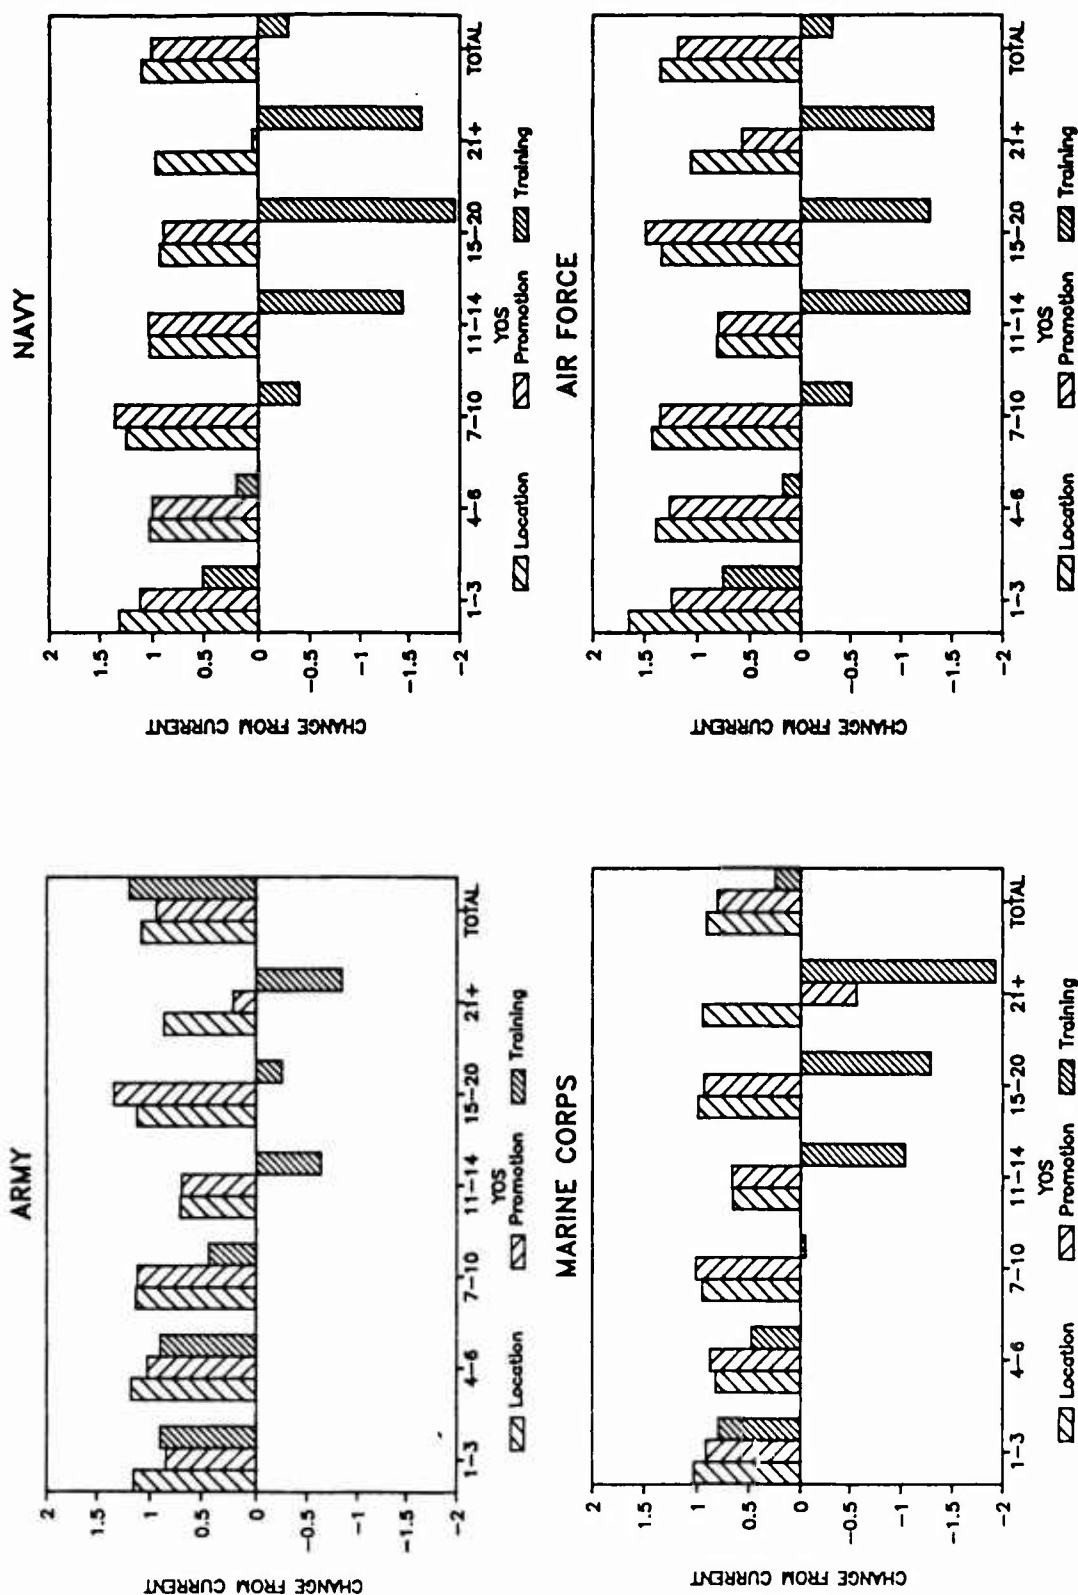 ARMY
CHANGE FROM CURRENT
2
1.5
1
0.5
0
−0.5
−1
−1.5
−2
1−3
4−6
7−10
11−14
15−20
21+
TOTAL
YOS
Location
Promotion
Training
NAVY
CHANGE FROM CURRENT
2
1.5
1
0.5
0
−0.5
−1
−1.5
−2
1−3
4−6
7−10
11−14
15−20
21+
TOTAL
YOS
Location
Promotion
Training
MARINE CORPS
CHANGE FROM CURRENT
2
1.5
1
0.5
0
−0.5
−1
−1.5
−2
1−3
4−6
7−10
11−14
15−20
21+
TOTAL
YOS
Location
Promotion
Training
AIR FORCE
CHANGE FROM CURRENT
2
1.5
1
0.5
0
−0.5
−1
−1.5
−2
1−3
4−6
7−10
11−14
15−20
21+
TOTAL
YOS
Location
Promotion
Training